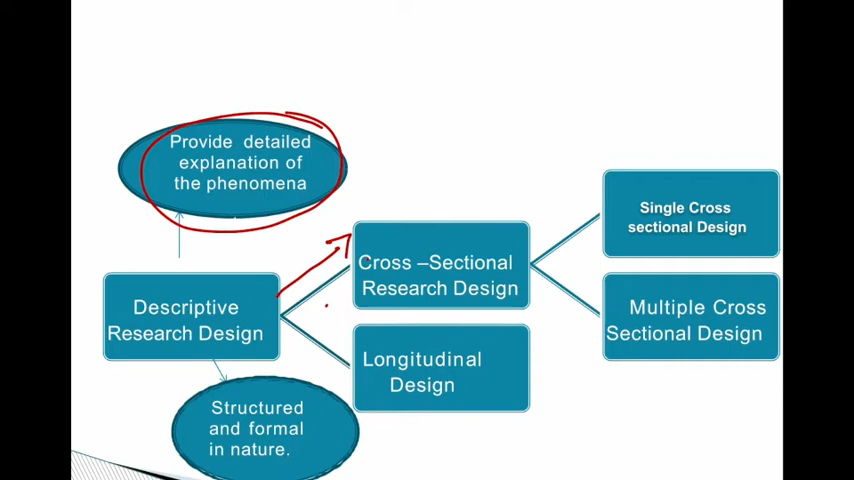 Provide detailed
explanation of
the phenomena
Descriptive
Research Design
Structured
and formal
in nature.
Cross –Sectional
Research Design
Longitudinal
Design
Single Cross
sectional Design
Multiple Cross
Sectional Design